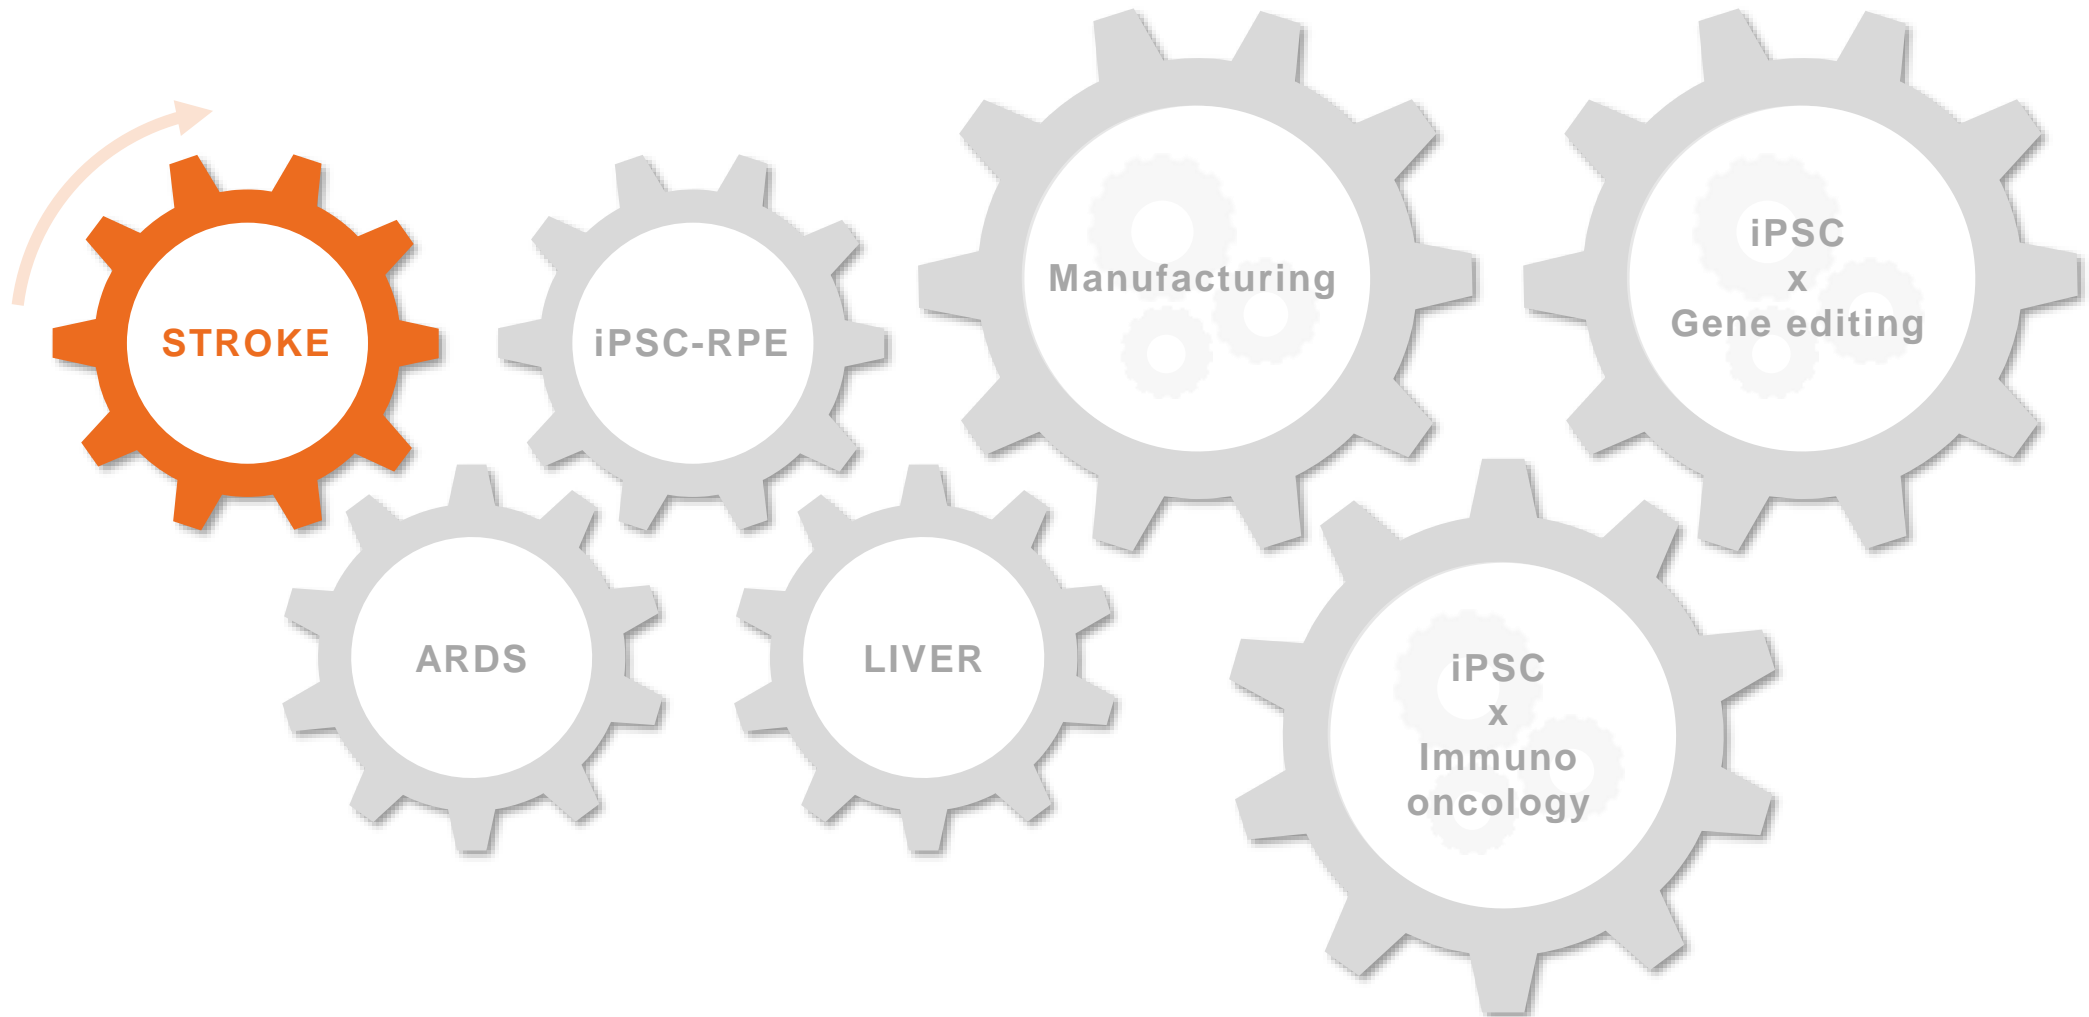 STROKE
iPSC-RPE
Manufacturing
iPSC
x
Gene editing
ARDS
LIVER
iPSC
x
Immuno
oncology